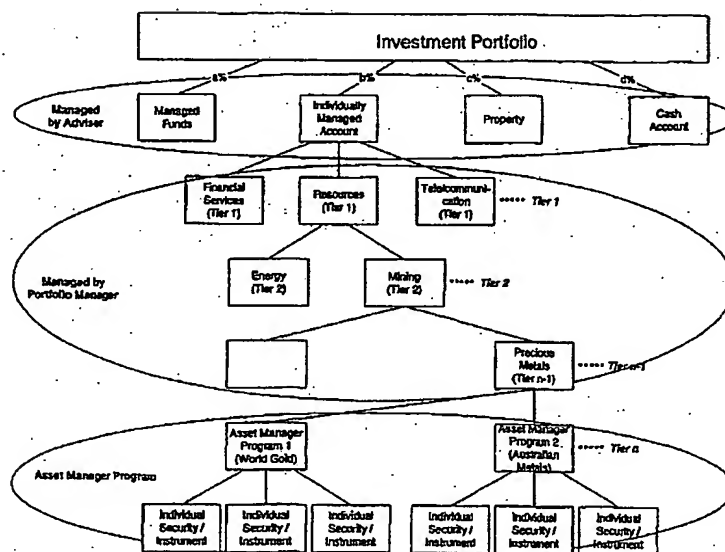 Investment Portfolio
a% b% c% d%
Managed
by Adviser
Managed
Funds
Individually
Managed
Account
Property
Cash
Account
Financial
Services
(Tier 1)
Resources
(Tier 1)
Telecommuni-
cation
(Tier 1)
Tier 1
Managed by
Portfolio Manager
Energy
(Tier 2)
Mining
(Tier 2)
Tier 2
Precious
Metals
(Tier n-1)
Tier n-1
Asset Manager Program
Asset Manager
Program 1
(World Gold)
Asset Manager
Program 2
(Australian
Metals)
Tier n
Individual
Security /
Instrument
Individual
Security /
Instrument
Individual
Security /
Instrument
Individual
Security /
Instrument
Individual
Security /
Instrument
Individual
Security /
Instrument